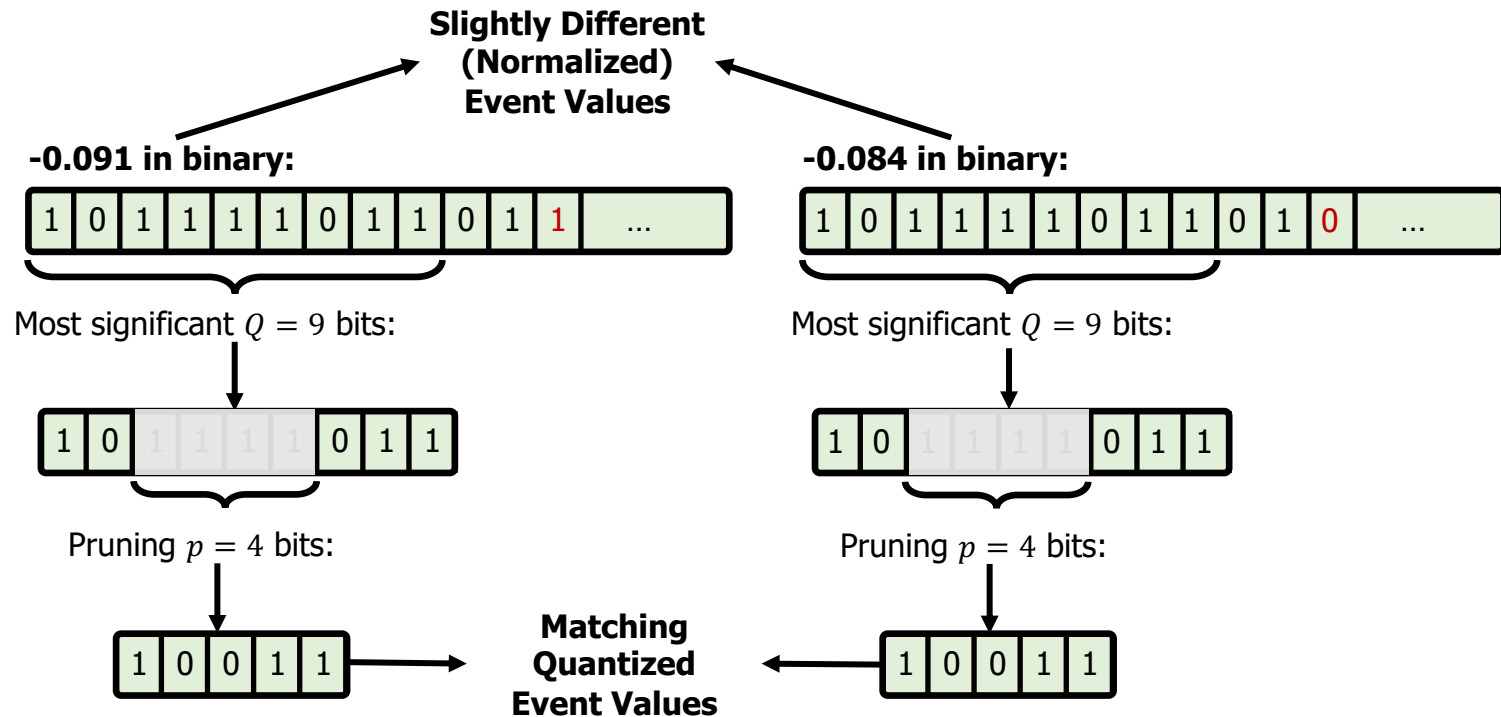 Slightly Different
(Normalized)
Event Values
-0.091 in binary:
-0.084 in binary:
1 0 1 1 1 1 0 1 1 0 1 1 ...
1 0 1 1 1 1 0 1 1 0 1 0 ...
Most significant Q = 9 bits:
Most significant Q = 9 bits:
1 0 1 1 1 1 0 1 1
1 0 1 1 1 1 0 1 1
Pruning p = 4 bits:
Pruning p = 4 bits:
1 0 0 1 1
Matching
Quantized
Event Values
1 0 0 1 1